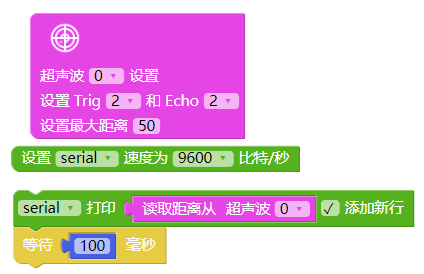 超声波 0 设置
设置 Trig 2 和 Echo 2
设置最大距离 50
设置 serial 速度为 9600 比特/秒
serial 打印 读取距离从 超声波 0 ✓ 添加新行
等待 100 毫秒